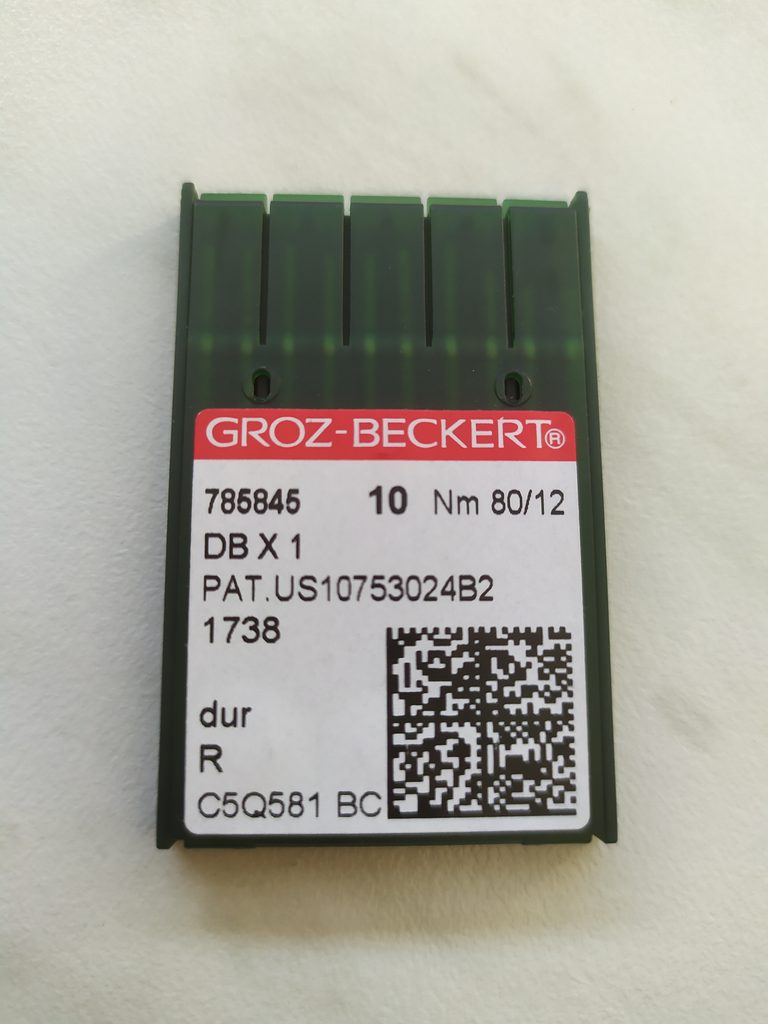 GROZ-BECKERT®
785845 10 Nm 80/12
DB X 1
PAT.US10753024B2
1738
dur
R
C5Q581 BC